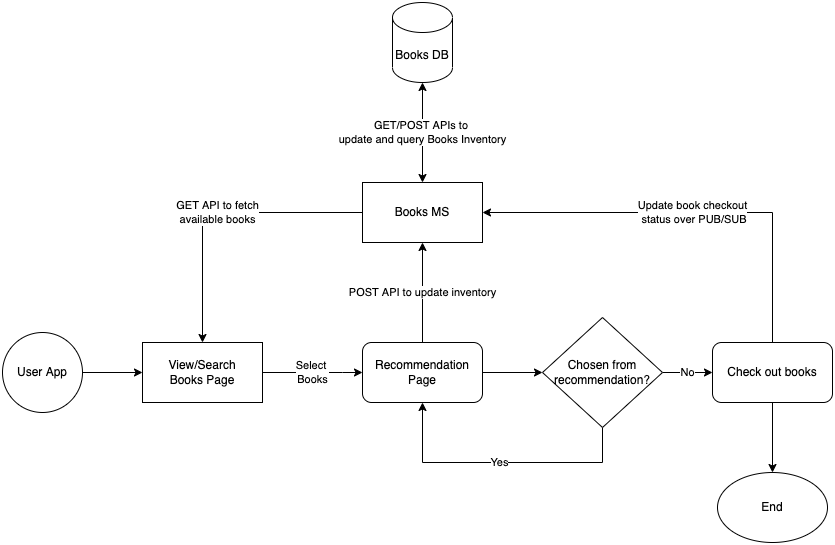 Books DB
GET/POST APIs to
update and query Books Inventory
GET API to fetch
available books
Books MS
Update book checkout
status over PUB/SUB
POST API to update inventory
User App
View/Search
Books Page
Select
Books
Recommendation
Page
Chosen from
recommendation?
No
Check out books
Yes
End